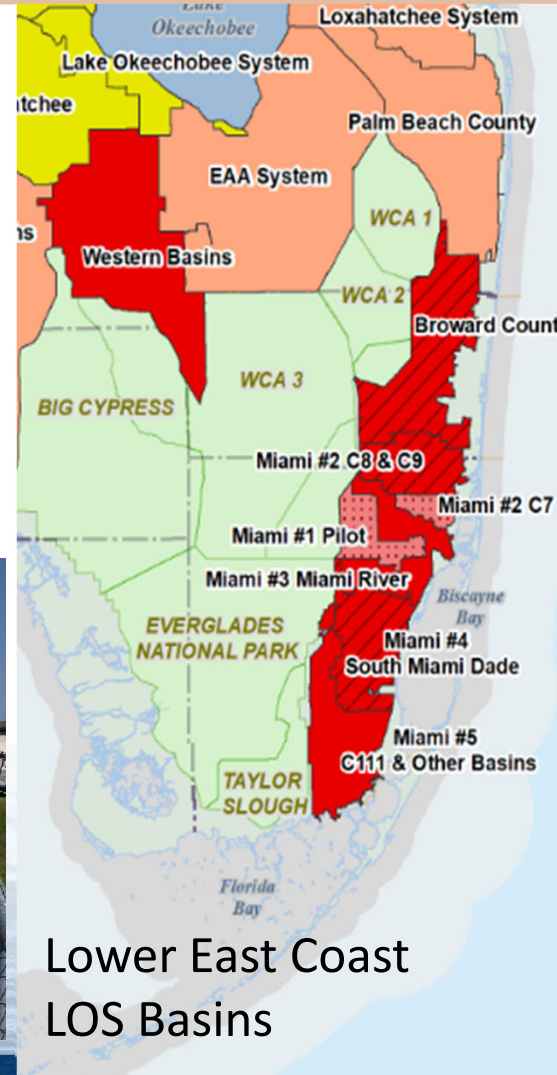 Lake
Okeechobee
Loxahatchee System
Lake Okeechobee System
atchee
Palm Beach County
EAA System
WCA 1
ns
Western Basins
WCA 2
Broward Count
WCA 3
BIG CYPRESS
Miami #2 C8 & C9
Miami #2 C7
Miami #1 Pilot
Miami #3 Miami River
Biscayne
Bay
EVERGLADES
NATIONAL PARK
Miami #4
South Miami Dade
Miami #5
C111 & Other Basins
TAYLOR
SLOUGH
Florida
Bay
Lower East Coast
LOS Basins